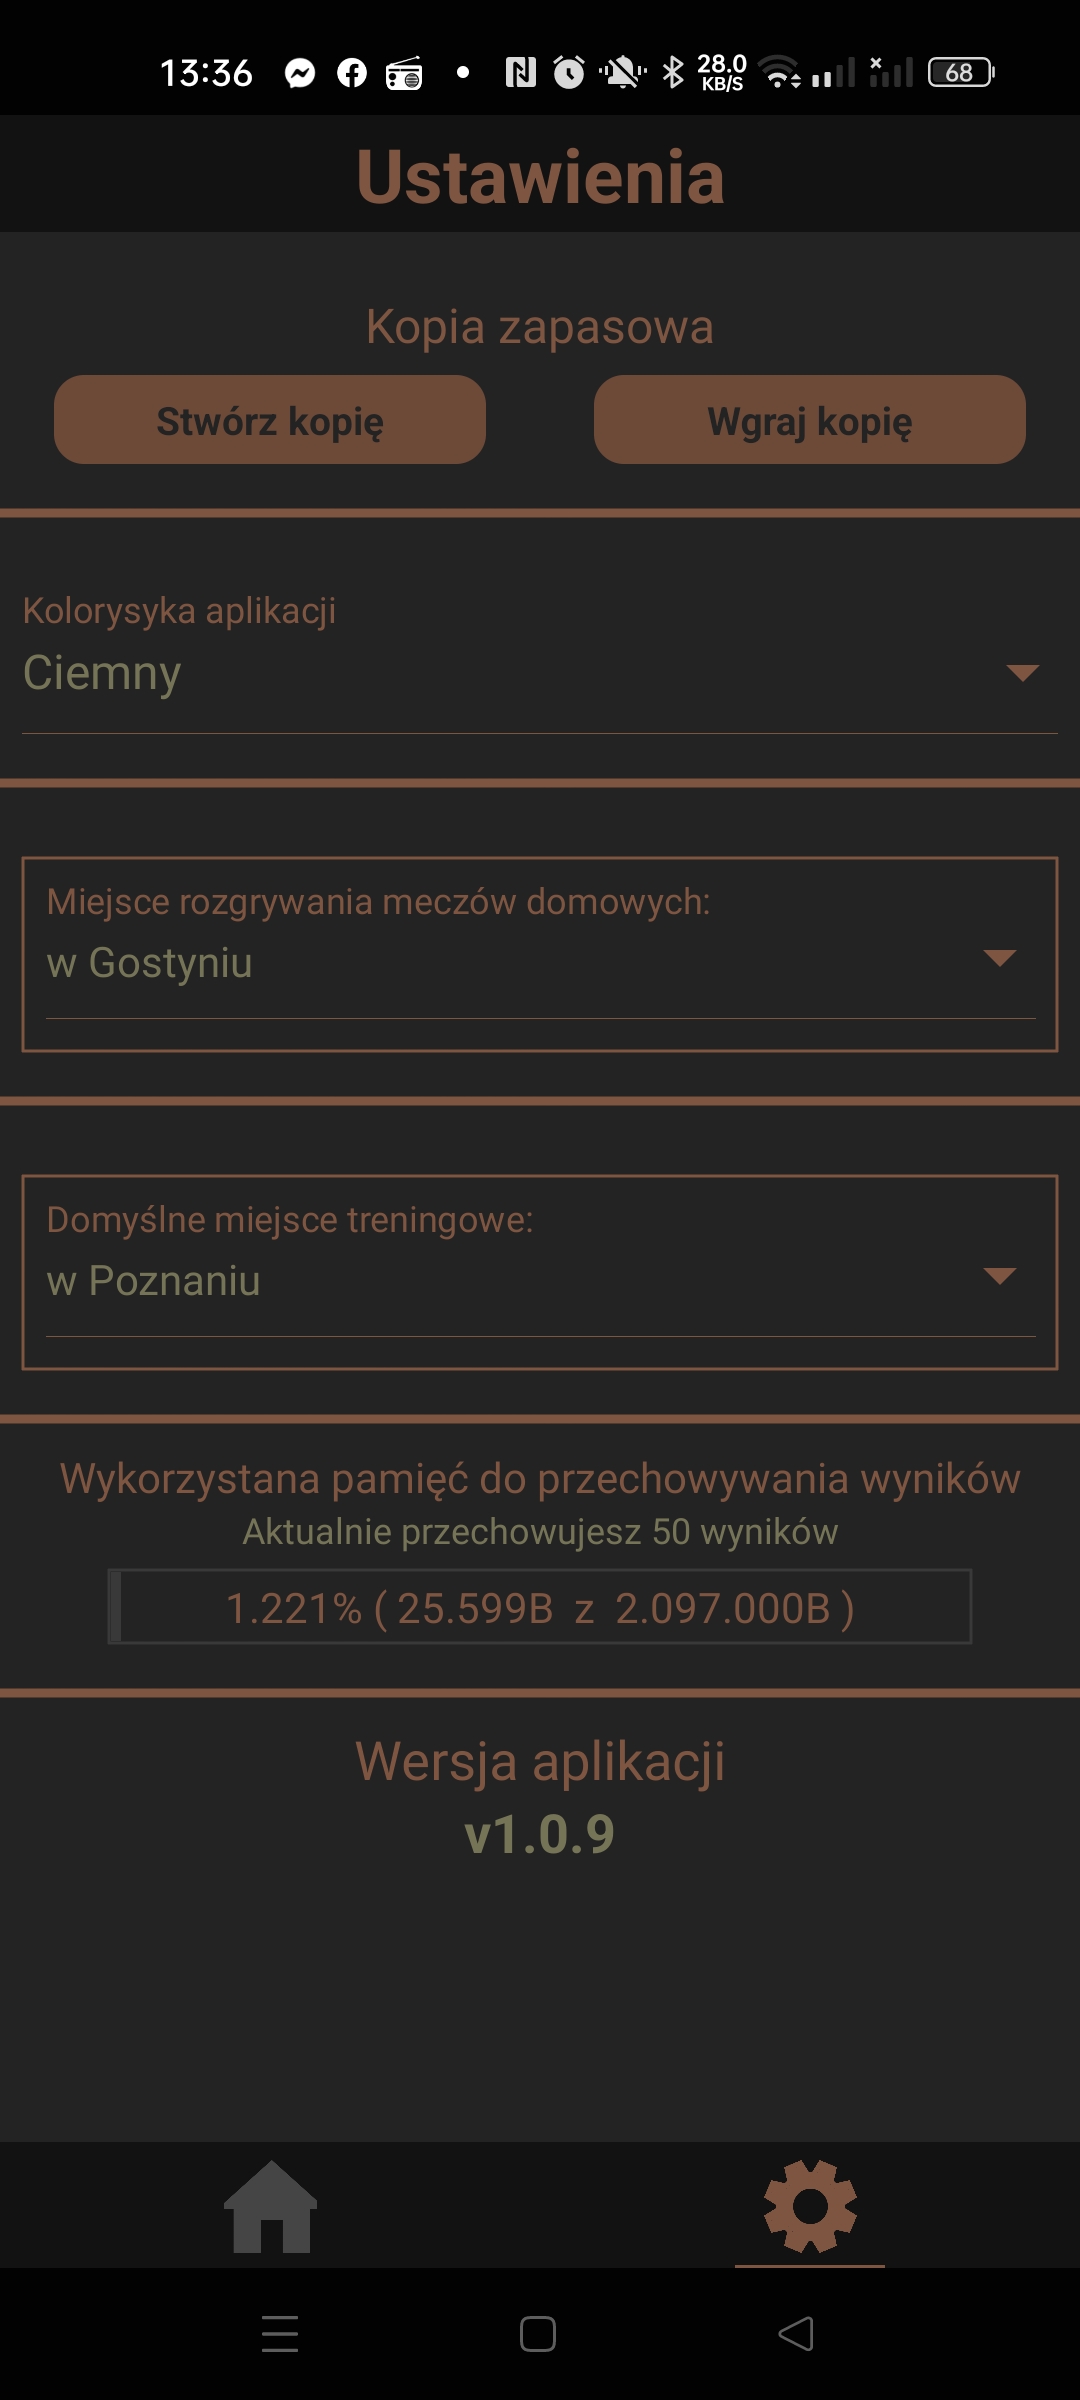 13:36 28.0 KB/S 68
Ustawienia
Kopia zapasowa
Stwórz kopię Wgraj kopię
Kolorysyka aplikacji
Ciemny
Miejsce rozgrywania meczów domowych:
w Gostyniu
Domyślne miejsce treningowe:
w Poznaniu
Wykorzystana pamięć do przechowywania wyników
Aktualnie przechowujesz 50 wyników
1.221% ( 25.599B z 2.097.000B )
Wersja aplikacji
v1.0.9